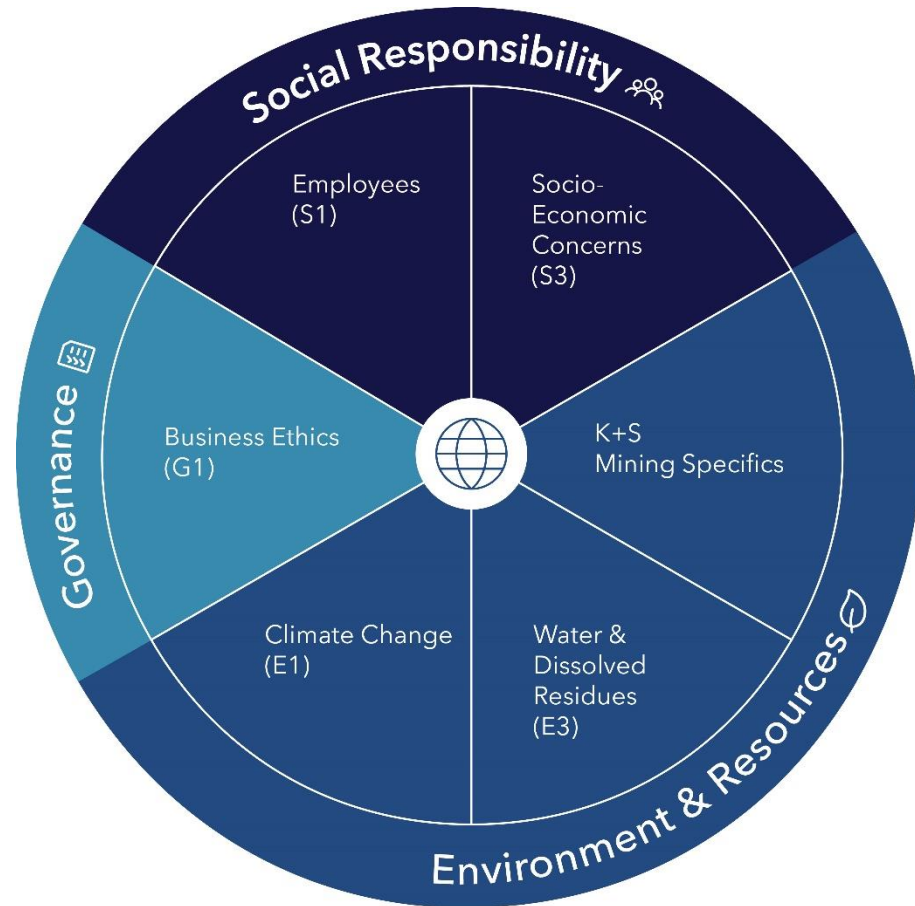 Social Responsibility
Employees
(S1)
Socio-
Economic
Concerns
(S3)
Governance
Business Ethics
(G1)
K+S
Mining Specifics
Climate Change
(E1)
Water &
Dissolved
Residues
(E3)
Environment & Resources